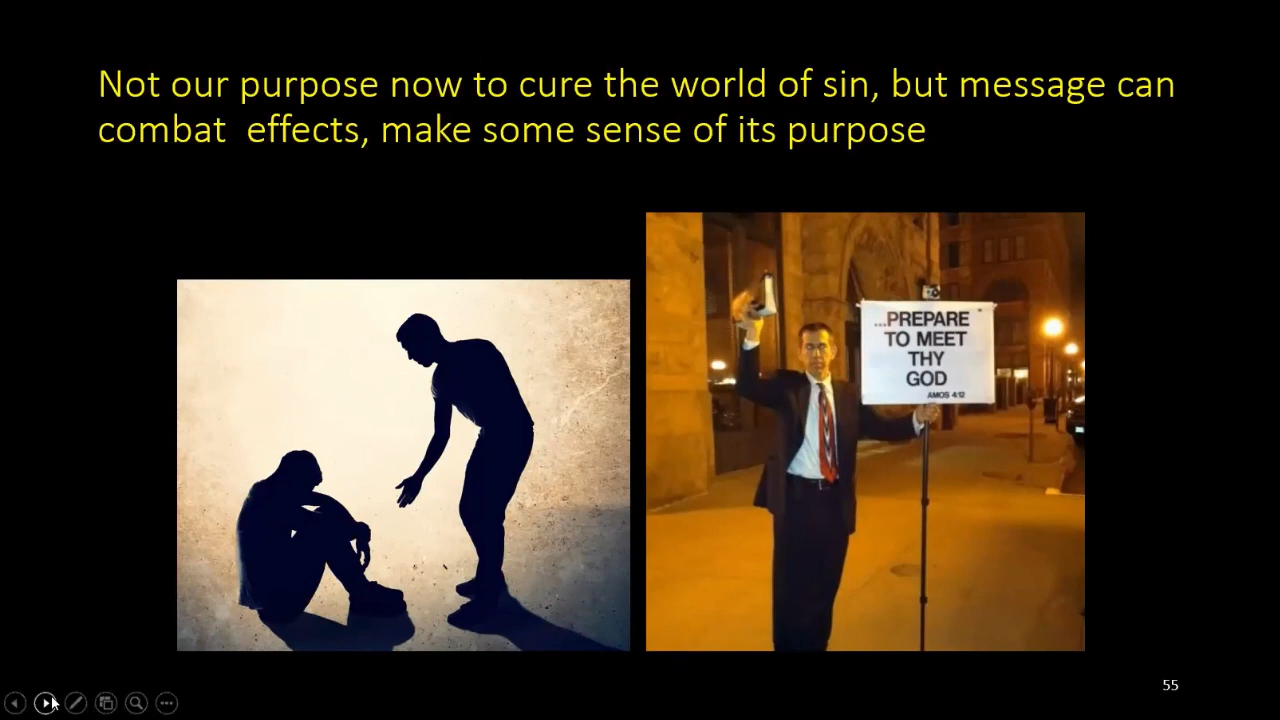 Not our purpose now to cure the world of sin, but message can
combat  effects, make some sense of its purpose
...PREPARE
TO MEET
THY
GOD
AMOS 4:12
55